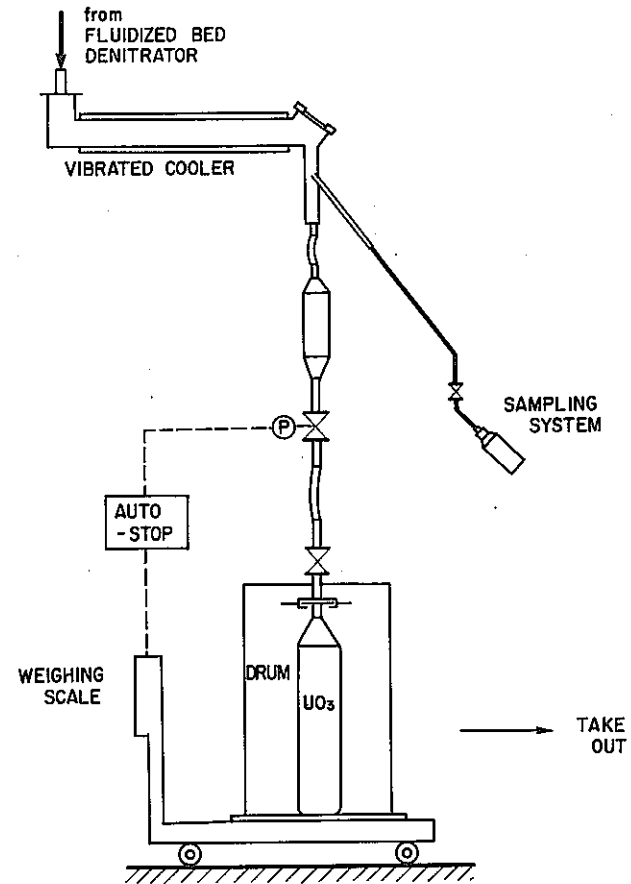 from
FLUIDIZED BED
DENITRATOR
VIBRATED COOLER
SAMPLING
SYSTEM
P
AUTO
-STOP
WEIGHING
SCALE
DRUM
UO₃
TAKE
OUT